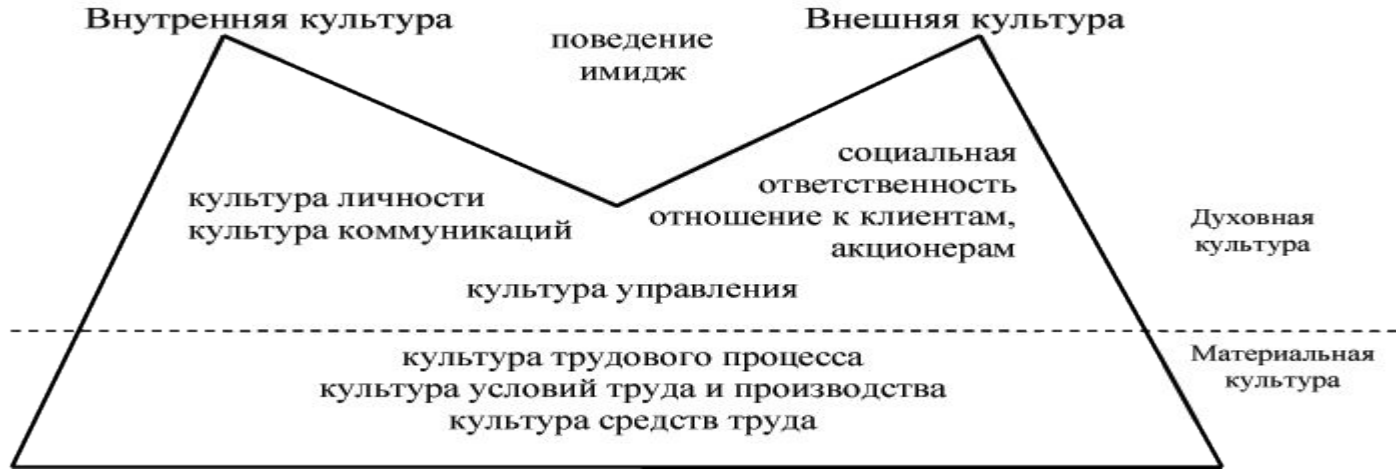 Внутренняя культура
Внешняя культура
поведение
имидж
культура личности
культура коммуникаций
социальная
ответственность
отношение к клиентам,
акционерам
Духовная
культура
культура управления
культура трудового процесса
культура условий труда и производства
культура средств труда
Материальная
культура